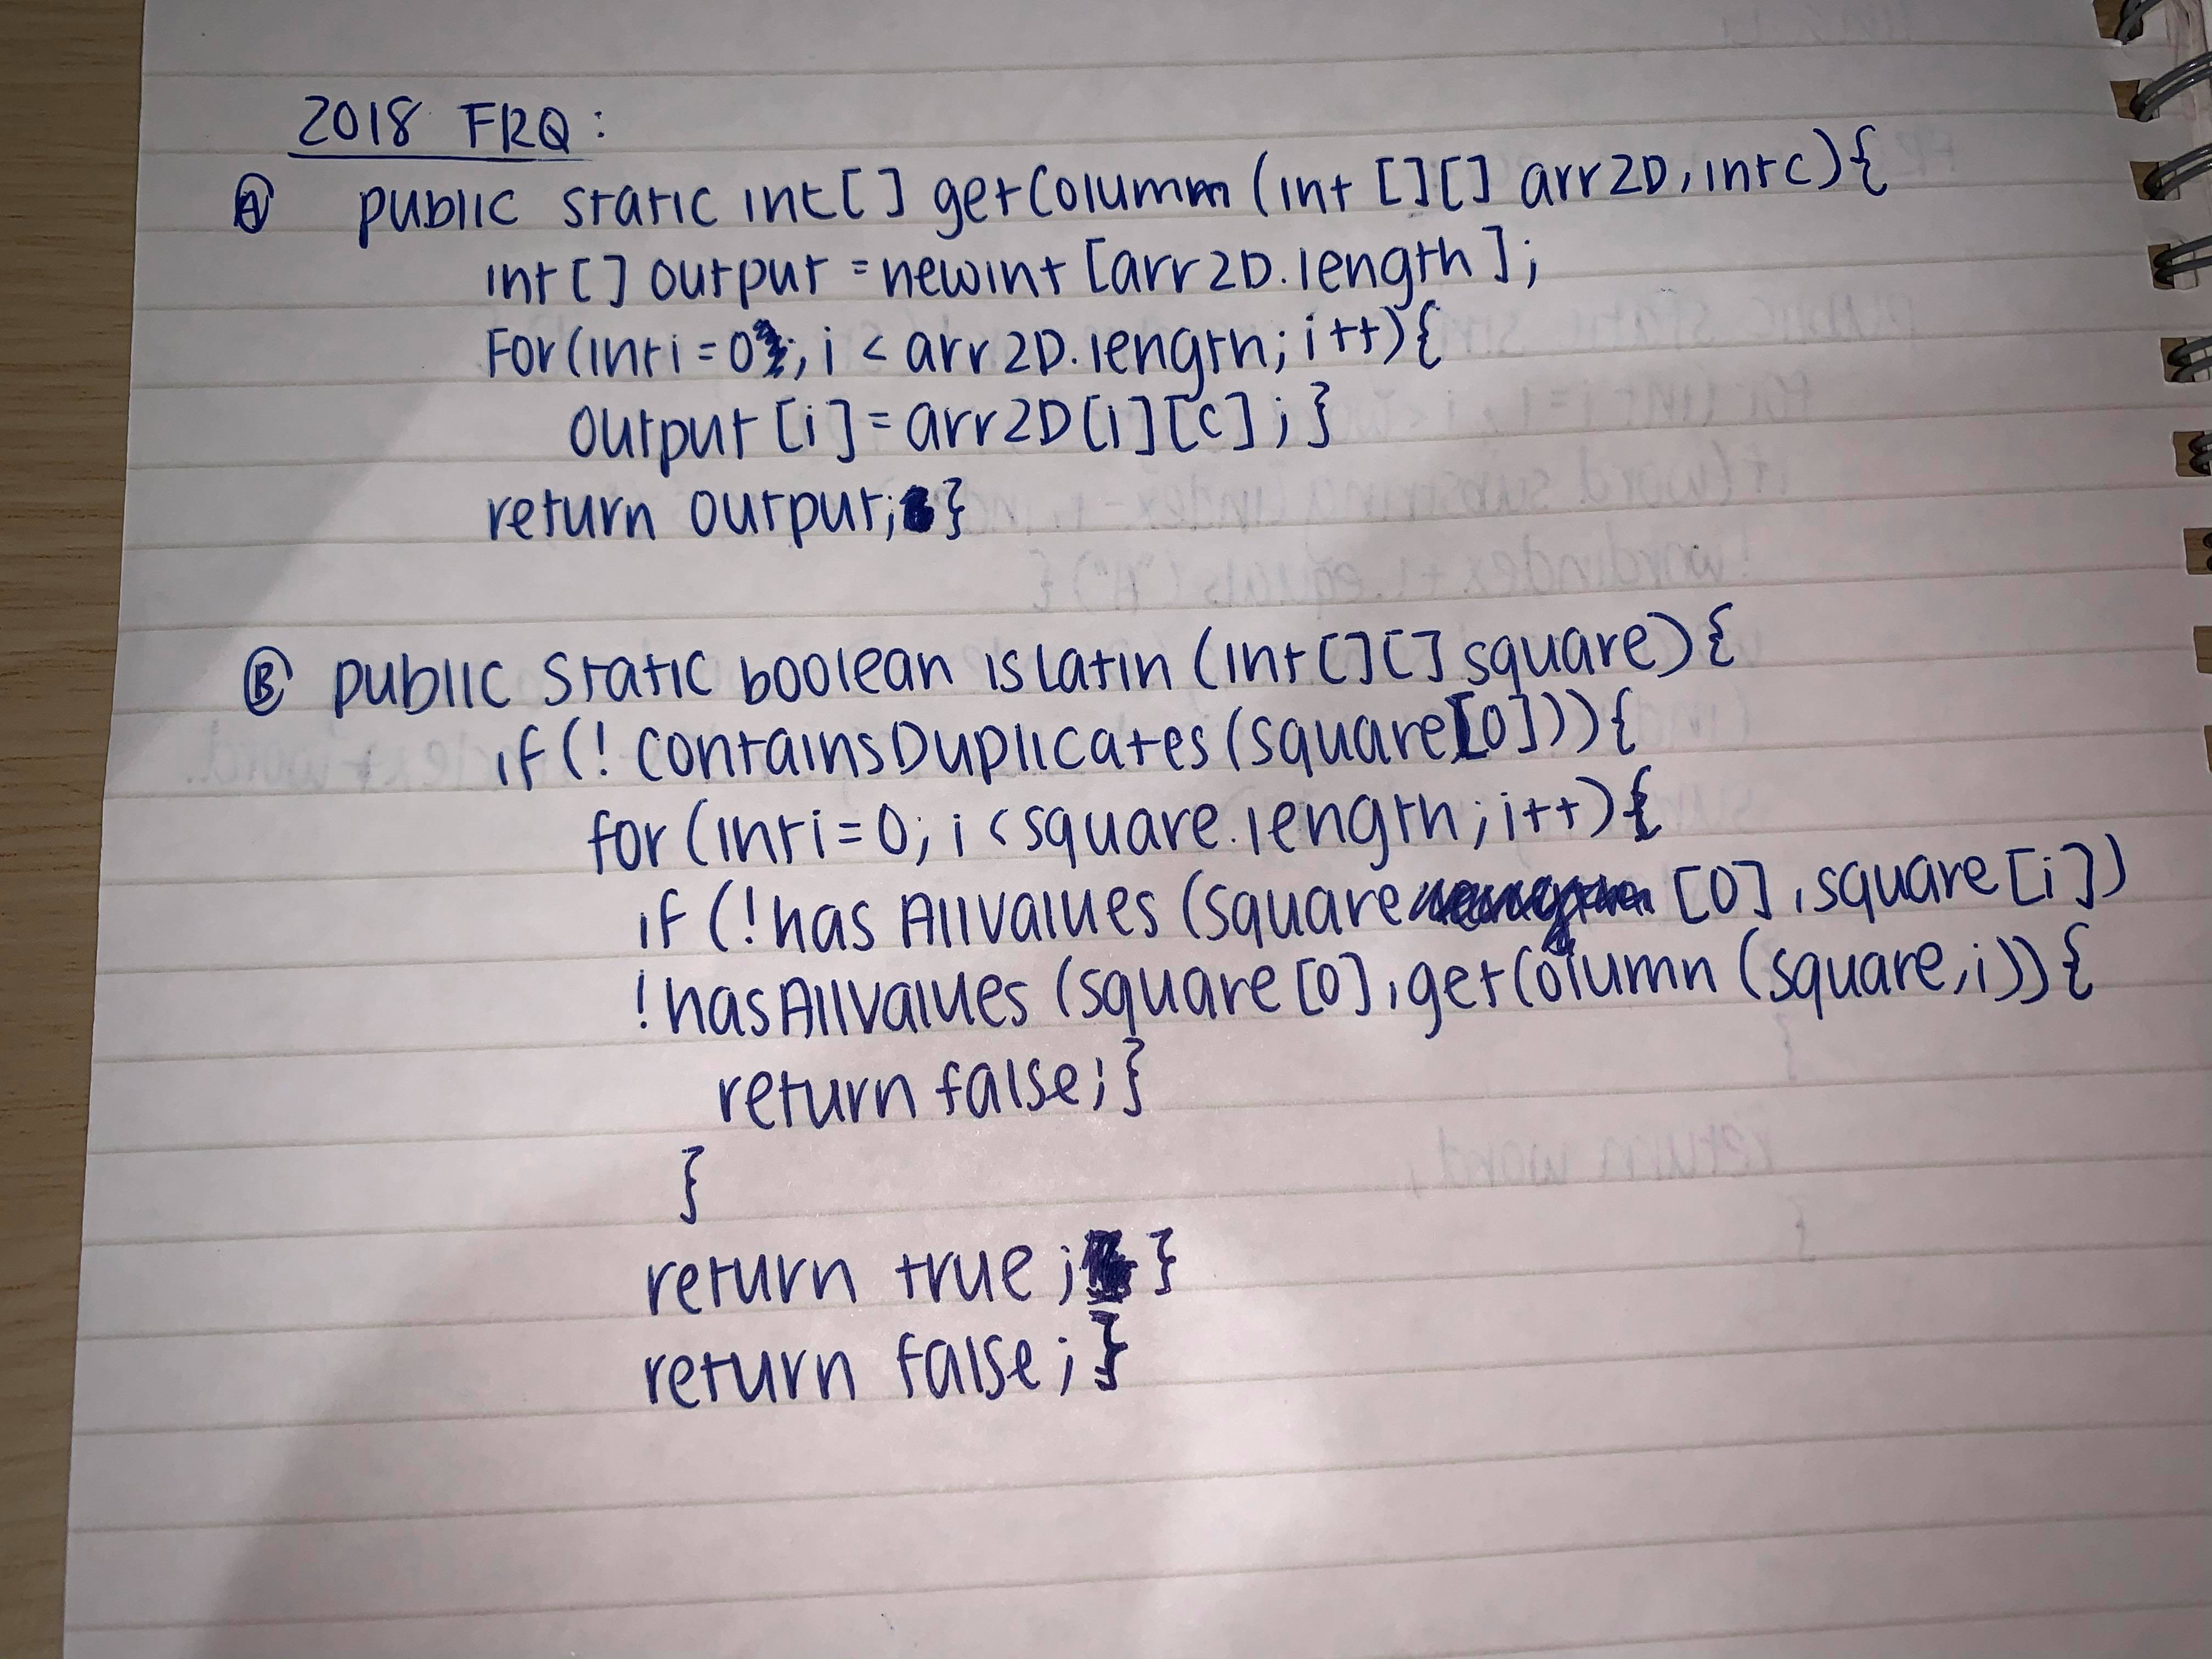 2018 FRQ:
Ⓐ public static int[] getColumm (int [][] arr2D, int c){
int[] output = new int [arr2D.length];
For (int i = 0; i < arr2D.length; i++){
output [i] = arr2D[i][c]; }
return output; }
Ⓑ public static boolean isLatin (int[][] square){
if (! containsDuplicates (square[0])){
for (int i = 0; i < square.length; i++){
if (!has AllValues (square [0], square [i])
!hasAllValues (square [0], getColumn (square, i)){
return false; }
}
return true; }
return false; }